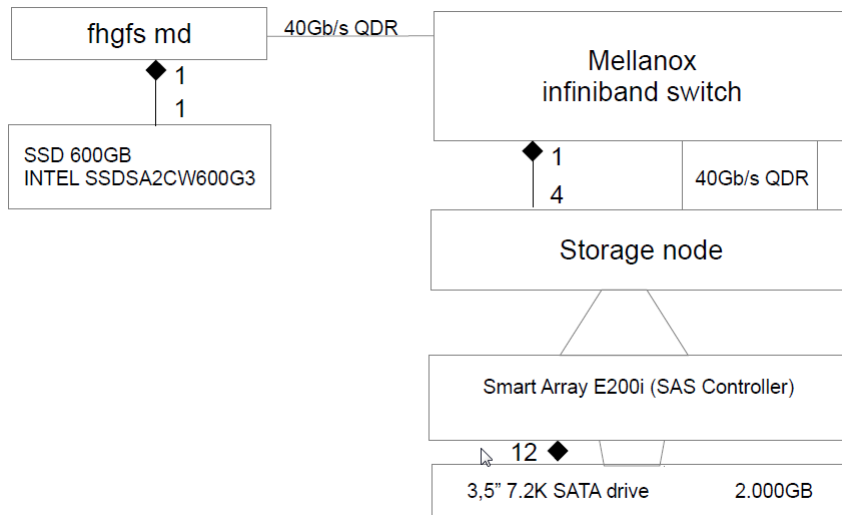 fhgfs md
40Gb/s QDR
Mellanox
infiniband switch
1
1
SSD 600GB
INTEL SSDSA2CW600G3
1
4
40Gb/s QDR
Storage node
Smart Array E200i (SAS Controller)
12
3,5” 7.2K SATA drive 2.000GB